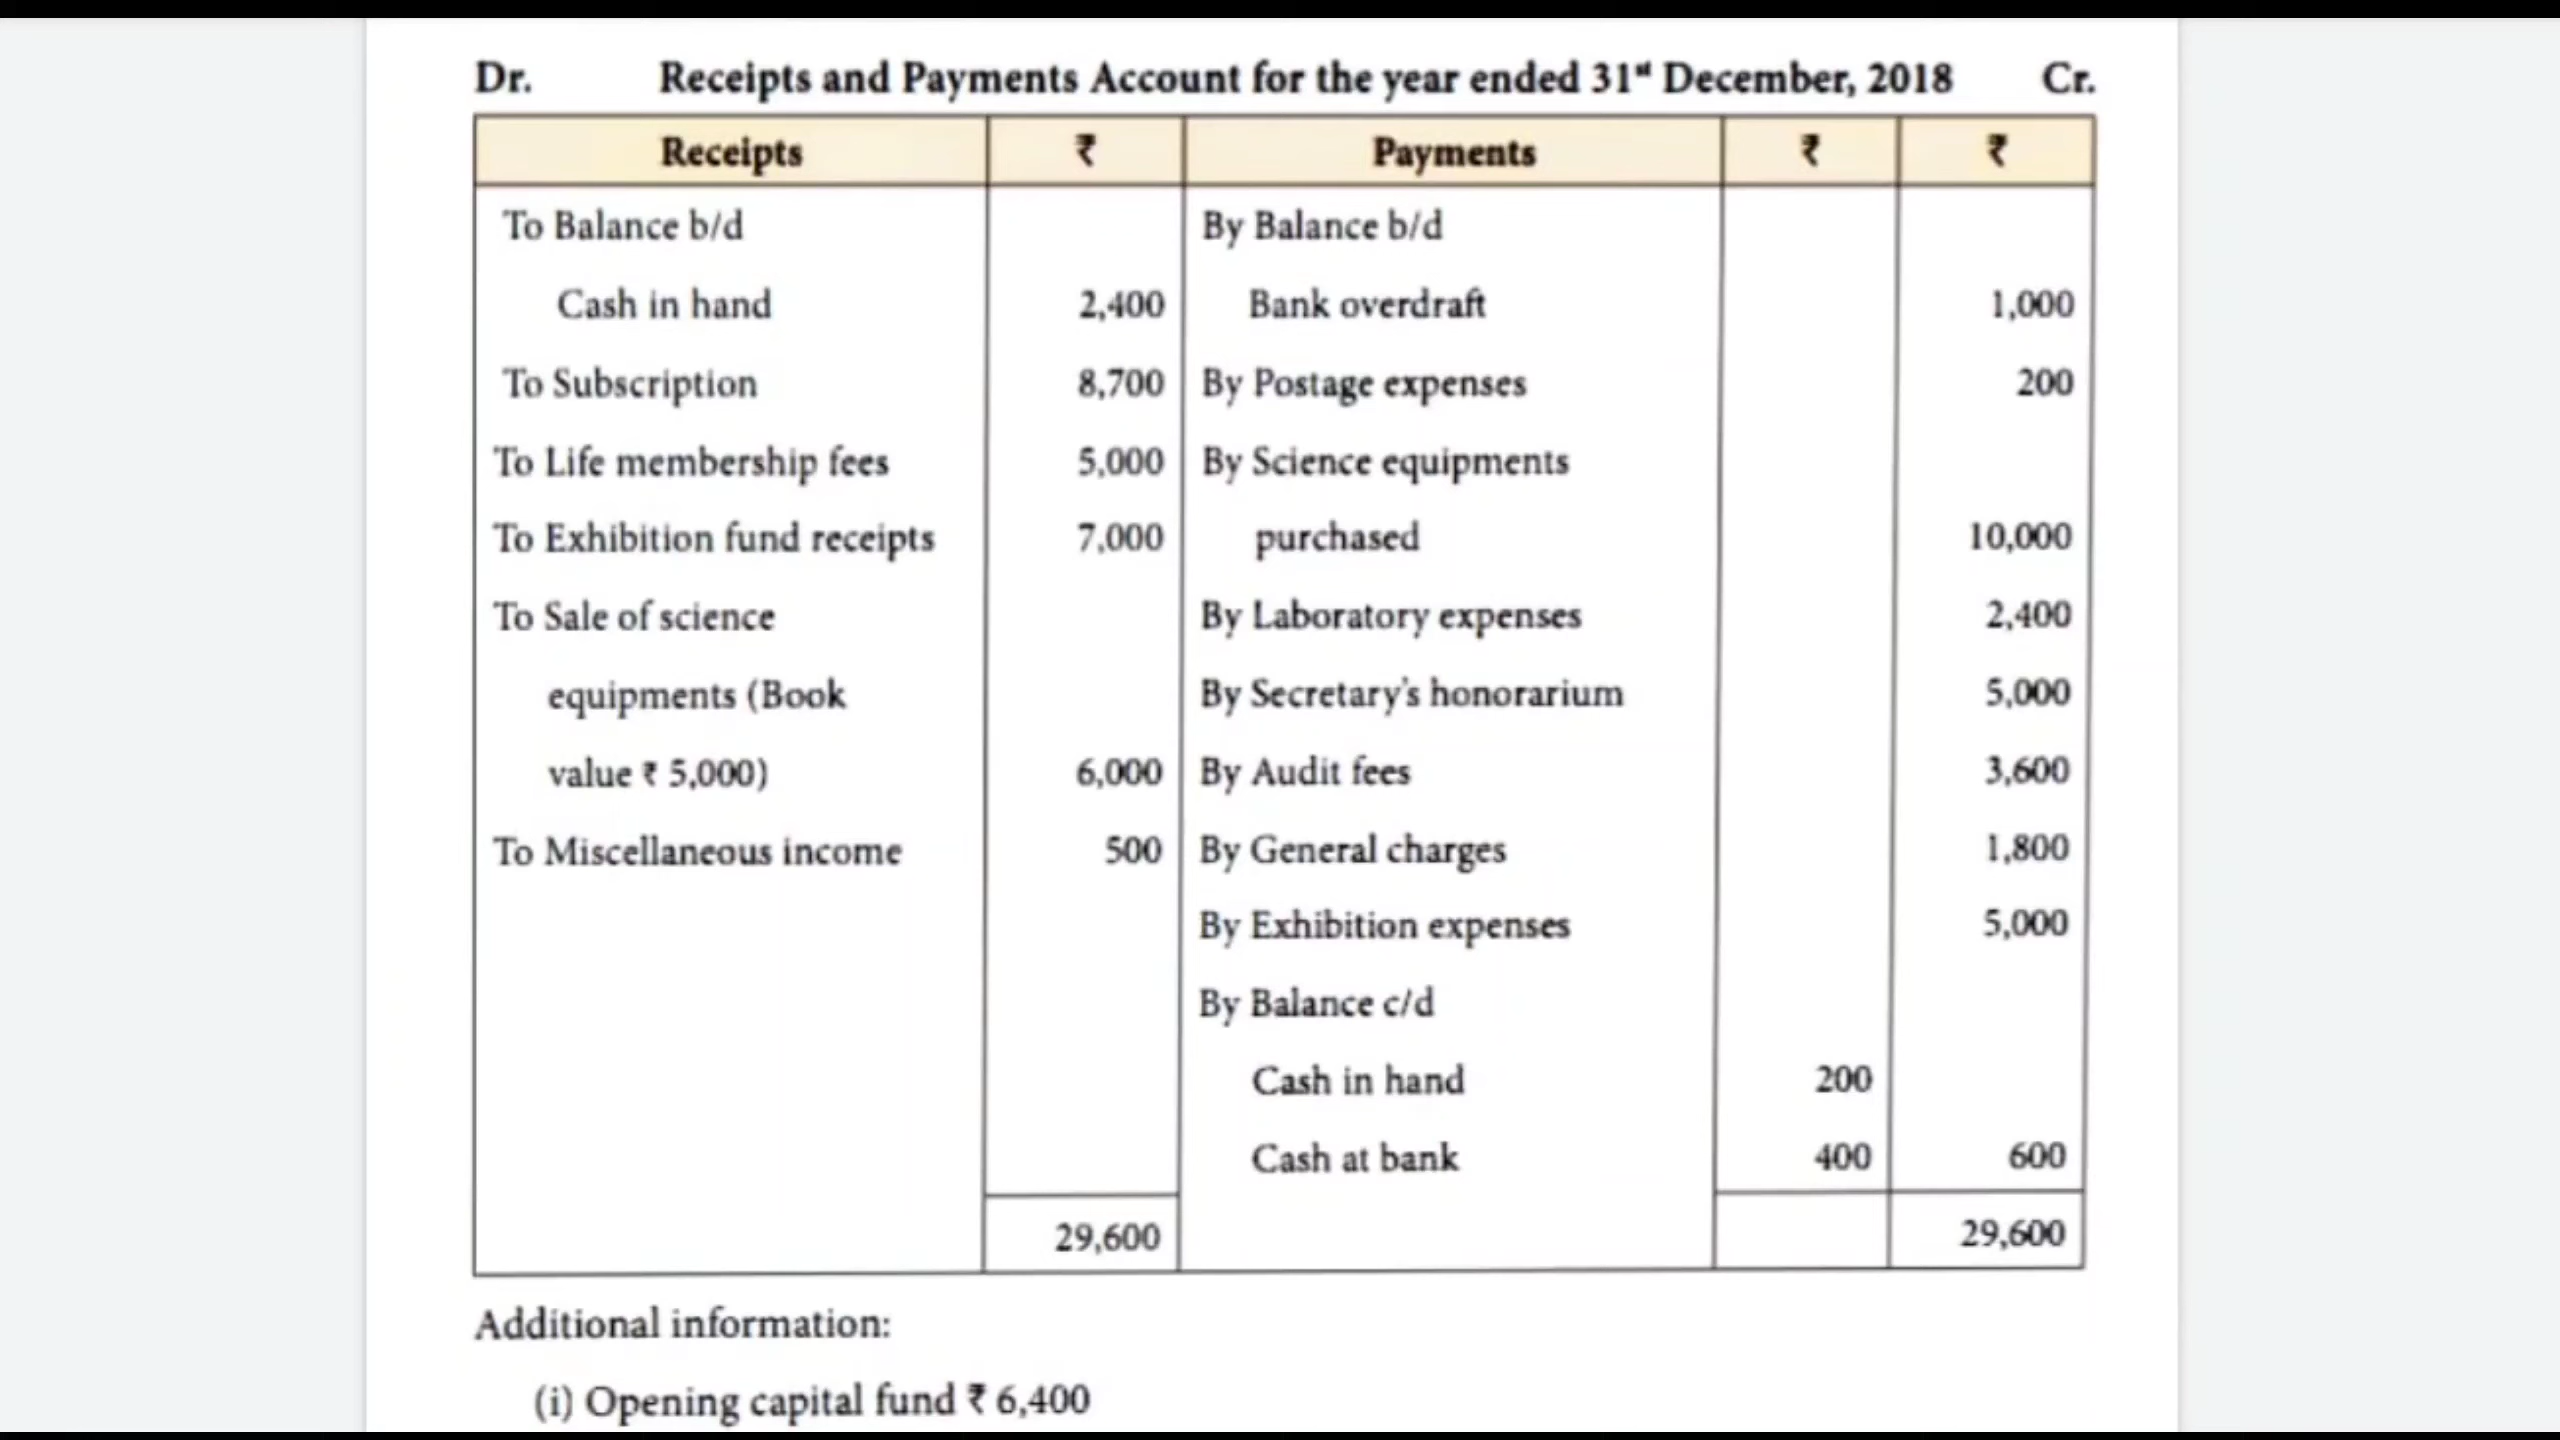 Dr. Receipts and Payments Account for the year ended 31st December, 2018 Cr.
Receipts ₹ Payments ₹ ₹
To Balance b/d By Balance b/d
Cash in hand 2,400 Bank overdraft 1,000
To Subscription 8,700 By Postage expenses 200
To Life membership fees 5,000 By Science equipments
To Exhibition fund receipts 7,000 purchased 10,000
To Sale of science By Laboratory expenses 2,400
equipments (Book By Secretary's honorarium 5,000
value ₹ 5,000) 6,000 By Audit fees 3,600
To Miscellaneous income 500 By General charges 1,800
By Exhibition expenses 5,000
By Balance c/d
Cash in hand 200
Cash at bank 400 600
29,600 29,600
Additional information:
(i) Opening capital fund ₹ 6,400